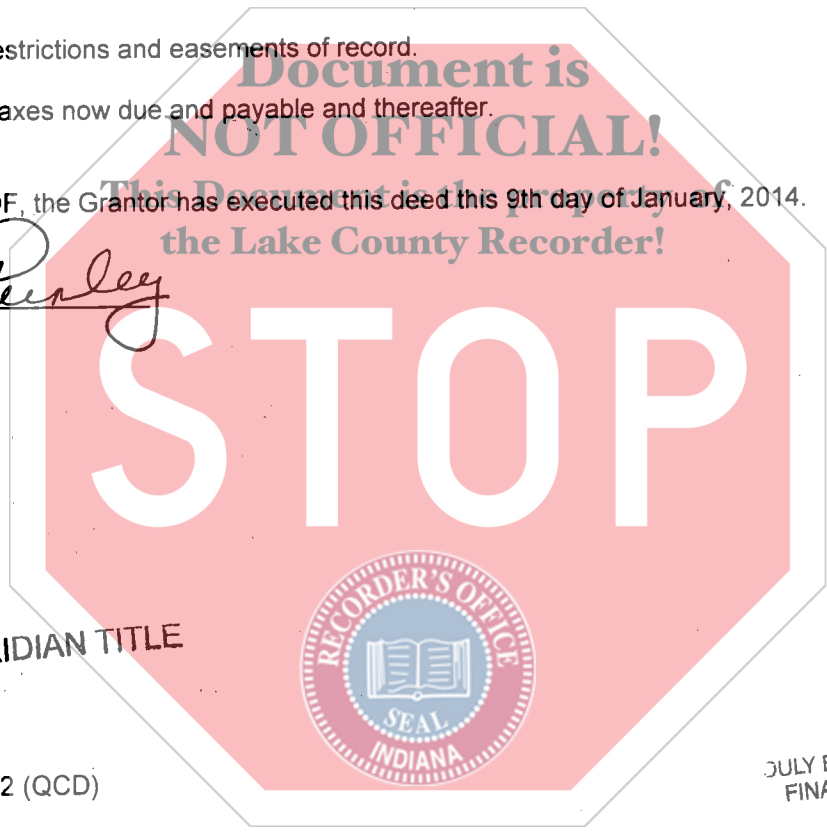 estrictions and easements of record.
Document is
axes now due and payable and thereafter.
NOT OFFICIAL!
This Document is the property of
F, the Grantor has executed this deed this 9th day of January, 2014.
the Lake County Recorder!
STOP
RECORDER'S OFFICE
SEAL
INDIANA
IDIAN TITLE
2 (QCD)
FINA